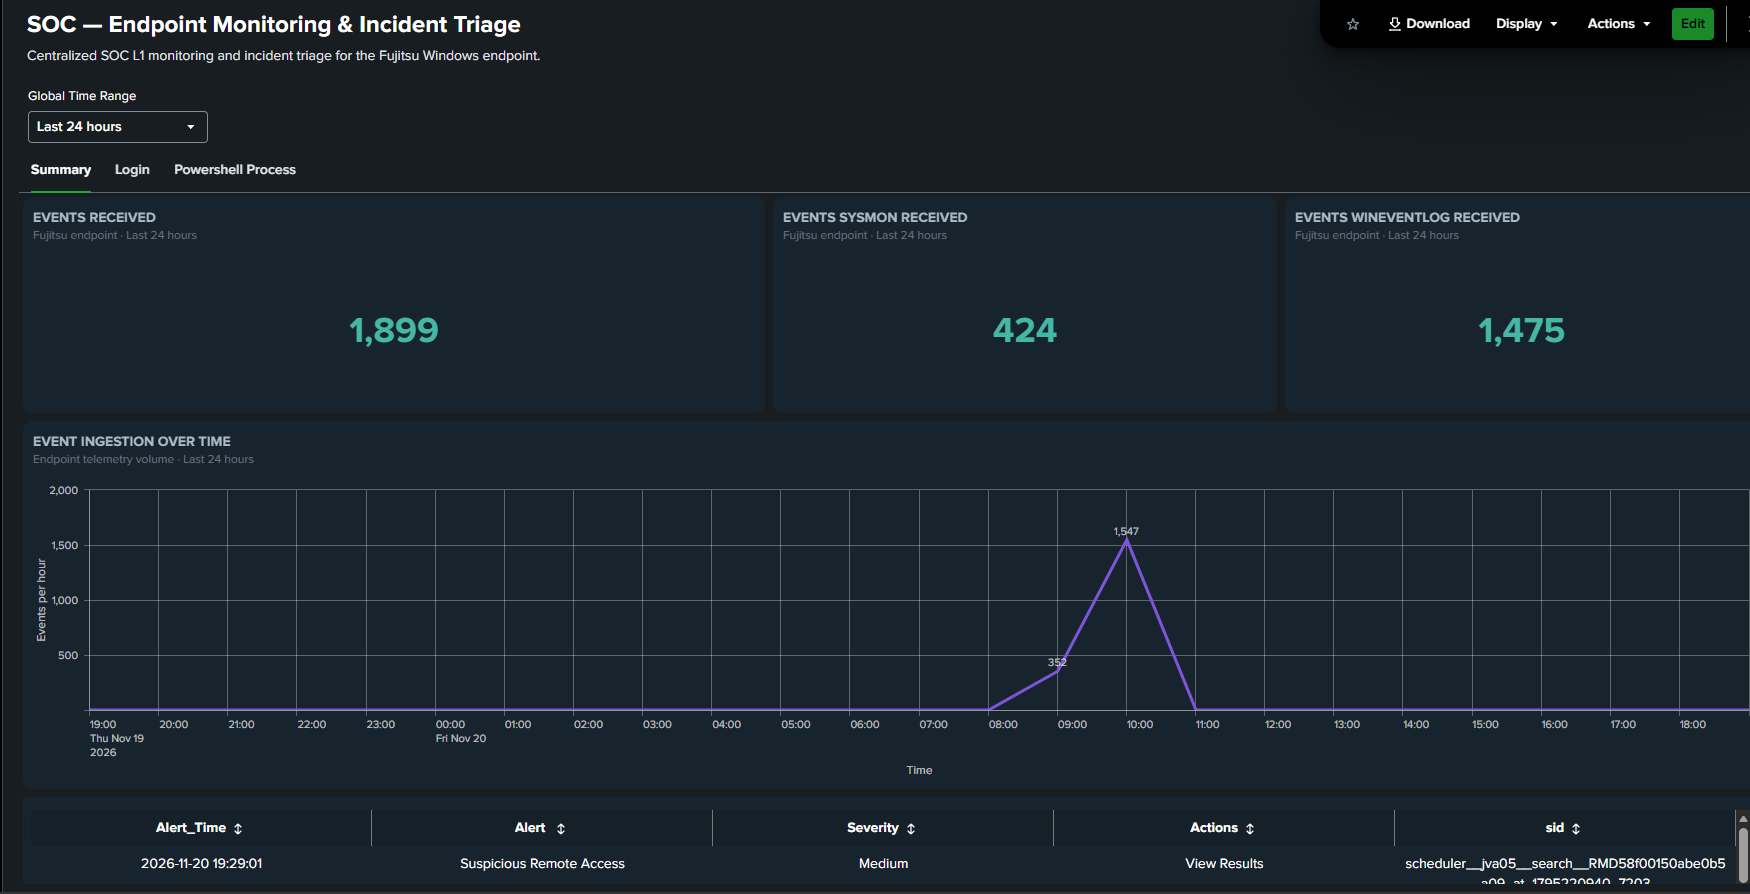 SOC — Endpoint Monitoring & Incident Triage
Download Display Actions Edit
Centralized SOC L1 monitoring and incident triage for the Fujitsu Windows endpoint.
Global Time Range
Last 24 hours
Summary Login Powershell Process
EVENTS RECEIVED
Fujitsu endpoint · Last 24 hours
1,899
EVENTS SYSMON RECEIVED
Fujitsu endpoint · Last 24 hours
424
EVENTS WINEVENTLOG RECEIVED
Fujitsu endpoint · Last 24 hours
1,475
EVENT INGESTION OVER TIME
Endpoint telemetry volume · Last 24 hours
Events per hour
2,000
1,500
1,000
500
1,547
352
19:00 20:00 21:00 22:00 23:00 00:00 01:00 02:00 03:00 04:00 05:00 06:00 07:00 08:00 09:00 10:00 11:00 12:00 13:00 14:00 15:00 16:00 17:00 18:00
Thu Nov 19 Fri Nov 20
2026
Time
Alert_Time Alert Severity Actions sid
2026-11-20 19:29:01 Suspicious Remote Access Medium View Results scheduler__jva05__search__RMD58f00150abe0b5
a09_at_1795220940_7203